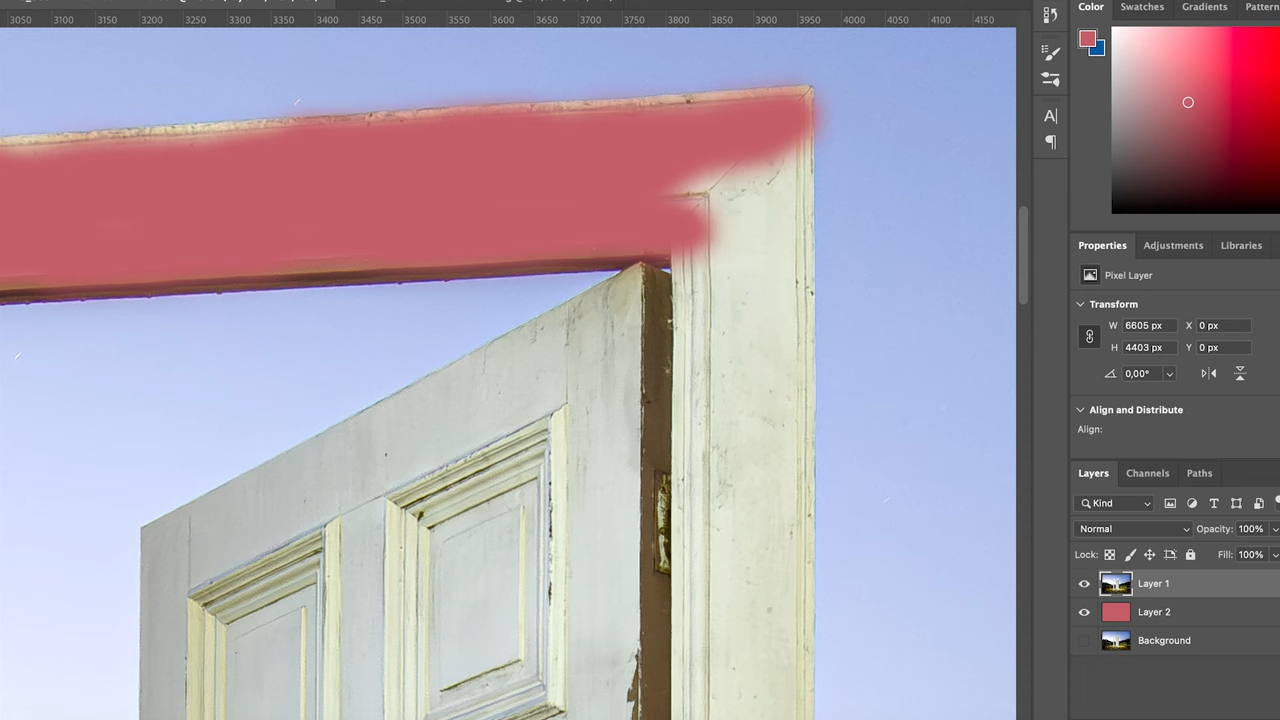 3050 3100 3150 3200 3250 3300 3350 3400 3450 3500 3550 3600 3650 3700 3750 3800 3850 3900 3950 4000 4050 4100 4150
Color Swatches Gradients Pattern
A|
¶
Properties Adjustments Libraries
Pixel Layer
Transform
W 6605 px X 0 px
H 4403 px Y 0 px
0,00°
Align and Distribute
Align:
Layers Channels Paths
Kind
T
Normal Opacity: 100%
Lock: Fill: 100%
Layer 1
Layer 2
Background